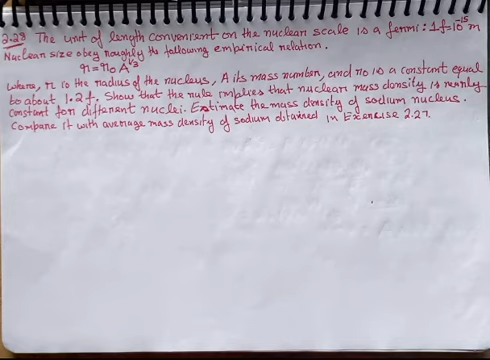 2.28 The unit of length convenient on the nuclear scale is a fermi: 1f=10⁻¹⁵ m
Nuclear size obey roughly the following empirical relation.
r = r₀ A^1/3
where, r is the radius of the nucleus, A its mass number, and r₀ is a constant equal
to about 1.2 f. Show that the rule implies that nuclear mass density is nearly
constant for different nuclei. Estimate the mass density of sodium nucleus.
Compare it with average mass density of sodium obtained in Exercise 2.27.